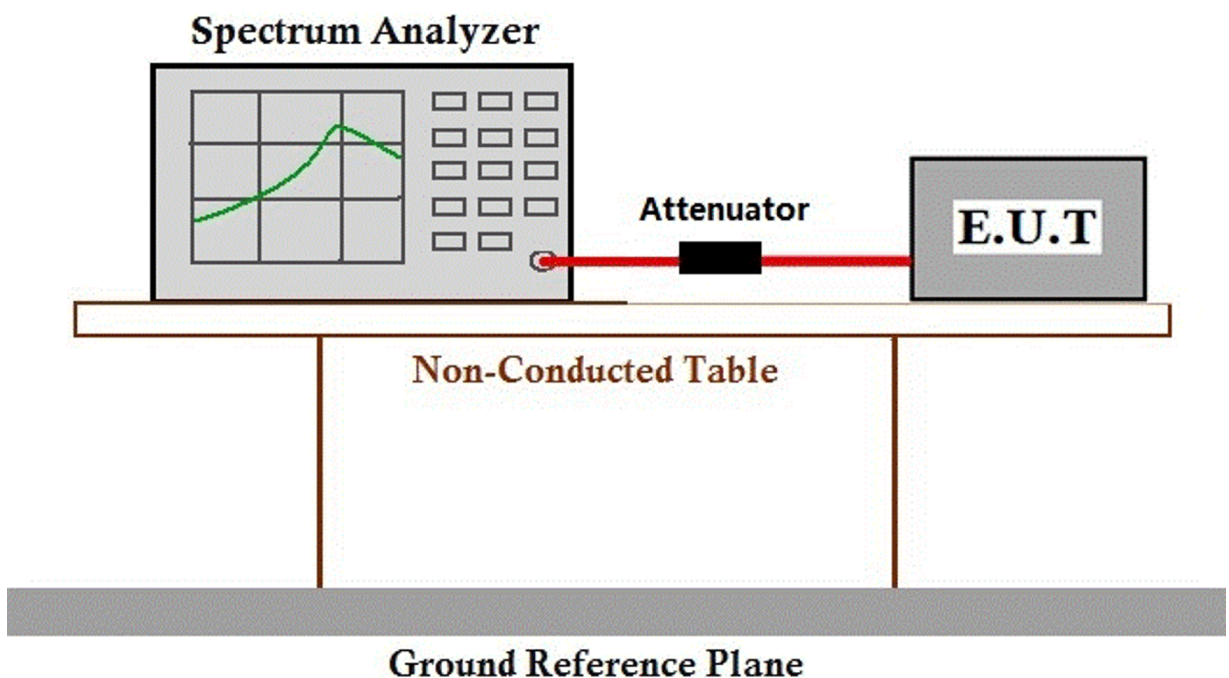 Spectrum Analyzer
Attenuator
E.U.T
Non-Conducted Table
Ground Reference Plane